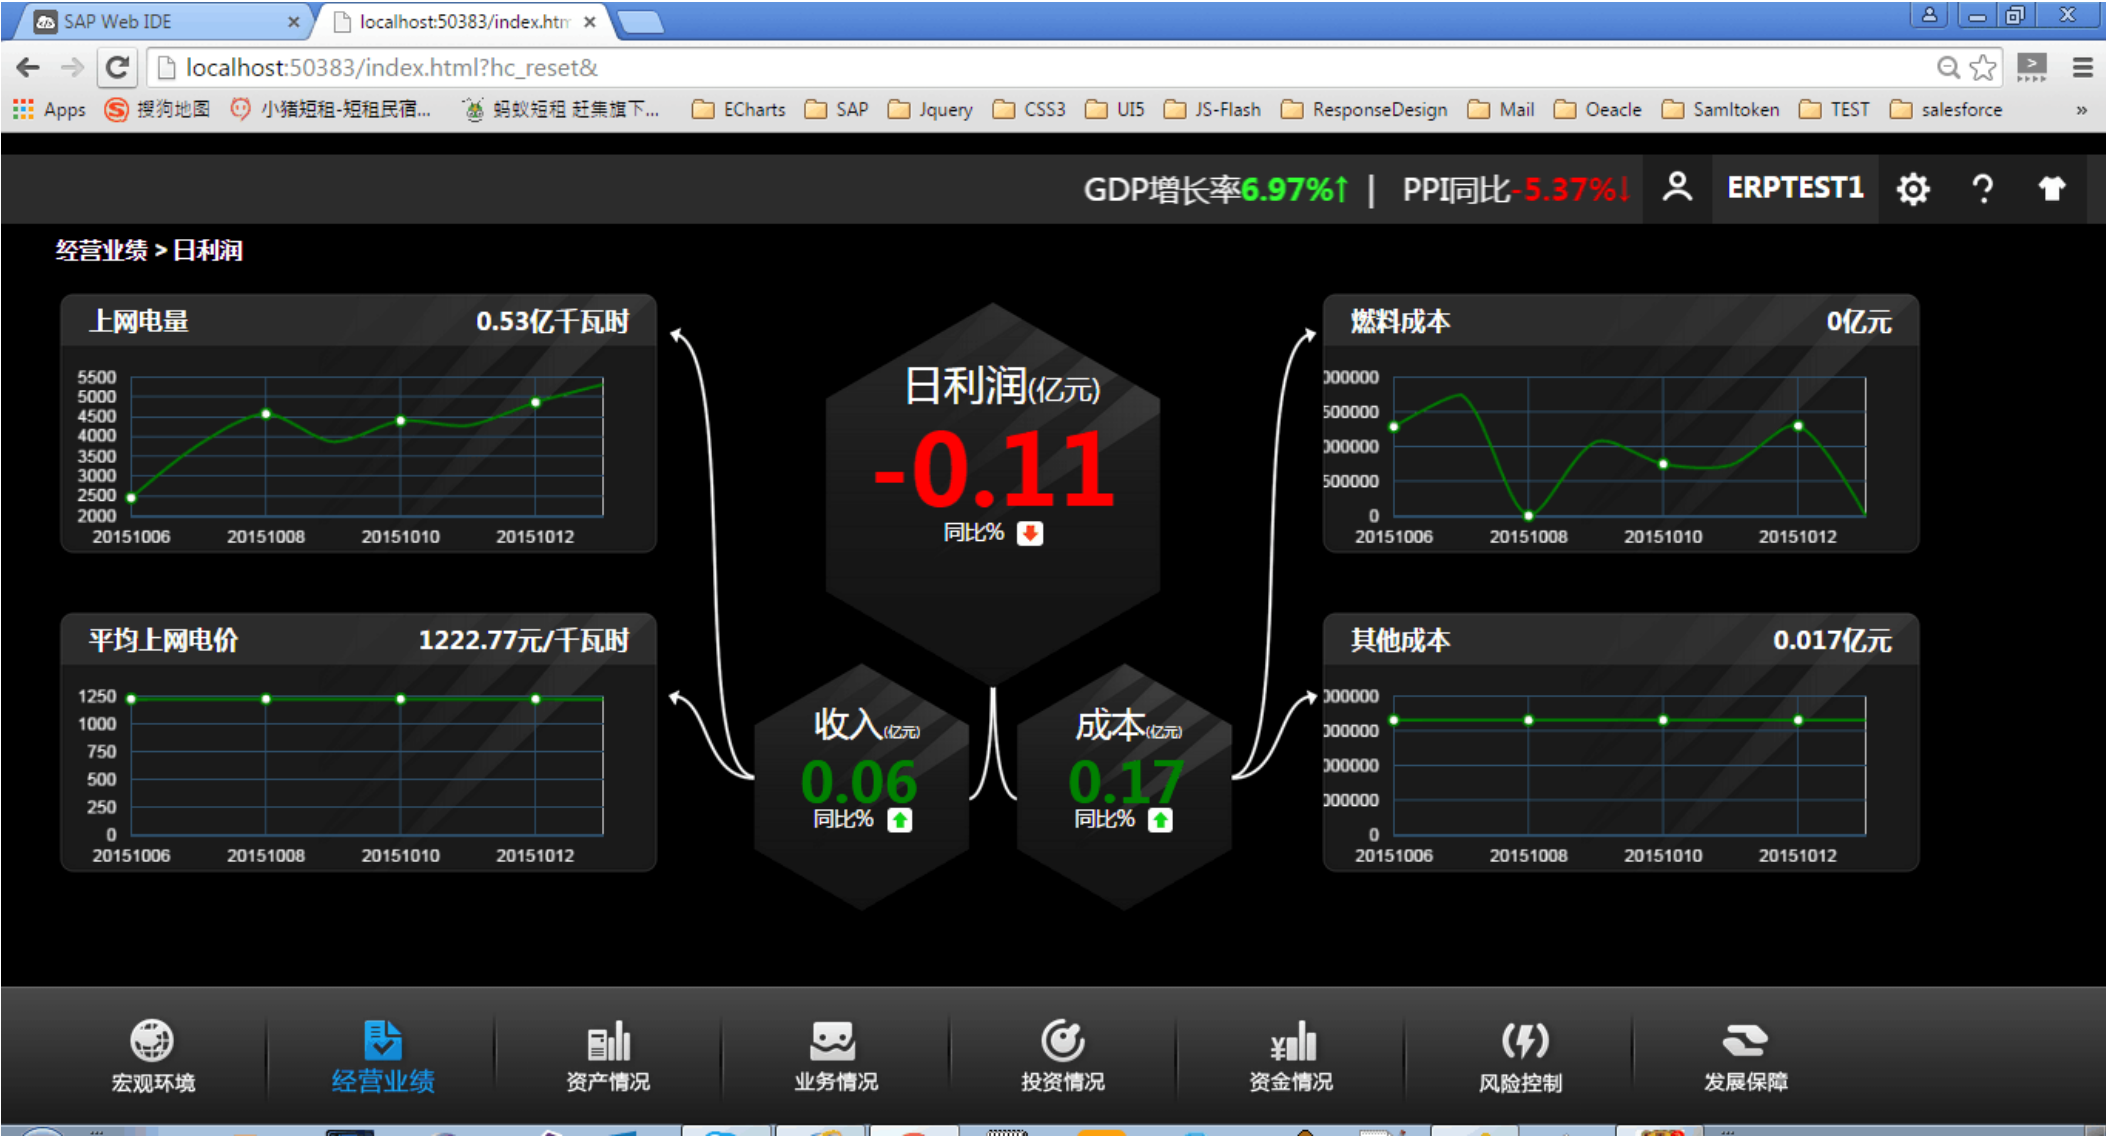 SAP Web IDE
localhost:50383/index.htm
localhost:50383/index.html?hc_reset&
Apps 搜狗地图 小猪短租-短租民宿... 蚂蚁短租 赶集旗下... ECharts SAP Jquery CSS3 UI5 JS-Flash ResponseDesign Mail Oeacle Samltoken TEST salesforce »
GDP增长率6.97%↑ | PPI同比-5.37%↓ ERPTEST1 ?
经营业绩 > 日利润
上网电量 0.53亿千瓦时
5500
5000
4500
4000
3500
3000
2500
2000
20151006 20151008 20151010 20151012
平均上网电价 1222.77元/千瓦时
1250
1000
750
500
250
0
20151006 20151008 20151010 20151012
日利润(亿元)
-0.11
同比%
收入(亿元)
0.06
同比%
成本(亿元)
0.17
同比%
燃料成本 0亿元
000000
500000
000000
500000
0
20151006 20151008 20151010 20151012
其他成本 0.017亿元
000000
000000
000000
000000
0
20151006 20151008 20151010 20151012
宏观环境 经营业绩 资产情况 业务情况 投资情况 资金情况 风险控制 发展保障